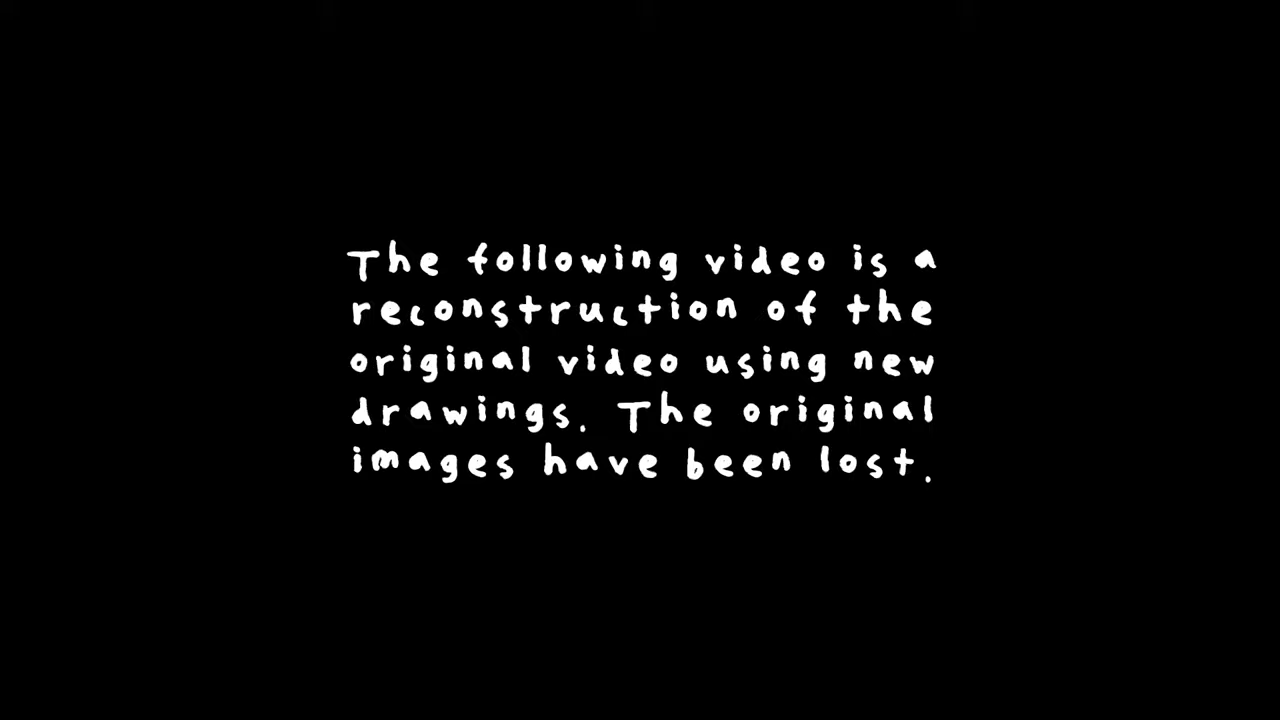 The following video is a
reconstruction of the
original video using new
drawings. The original
images have been lost.